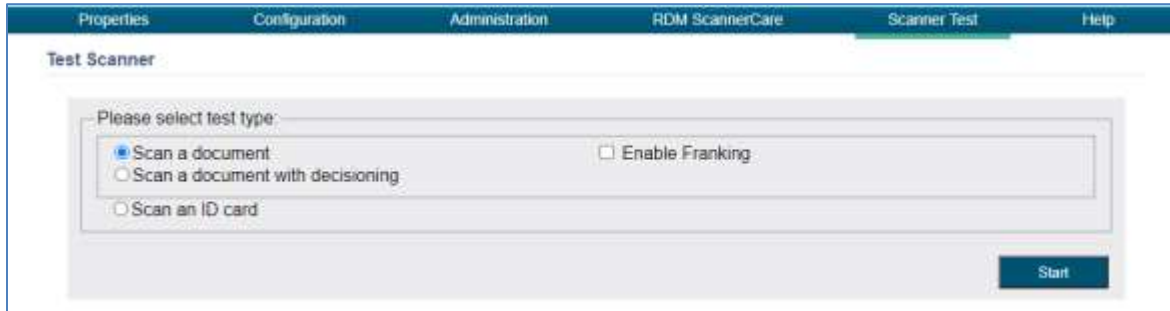 Properties Configuration Administration RDM ScannerCare Scanner Test Help
Test Scanner
Please select test type:
Scan a document Enable Franking
Scan a document with decisioning
Scan an ID card
Start